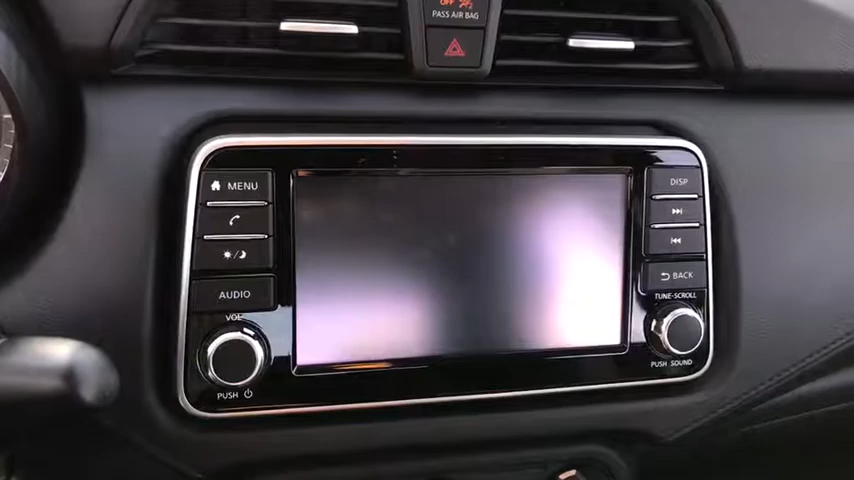 OFF
PASS AIR BAG
MENU
AUDIO
VOL
PUSH
DISP
BACK
TUNE·SCROLL
PUSH SOUND